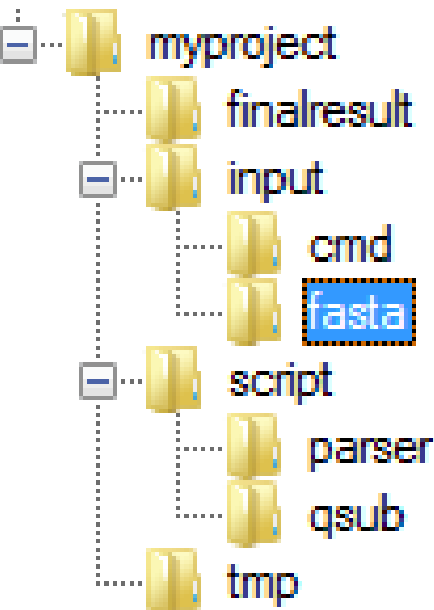 myproject
finalresult
input
cmd
fasta
script
parser
qsub
tmp